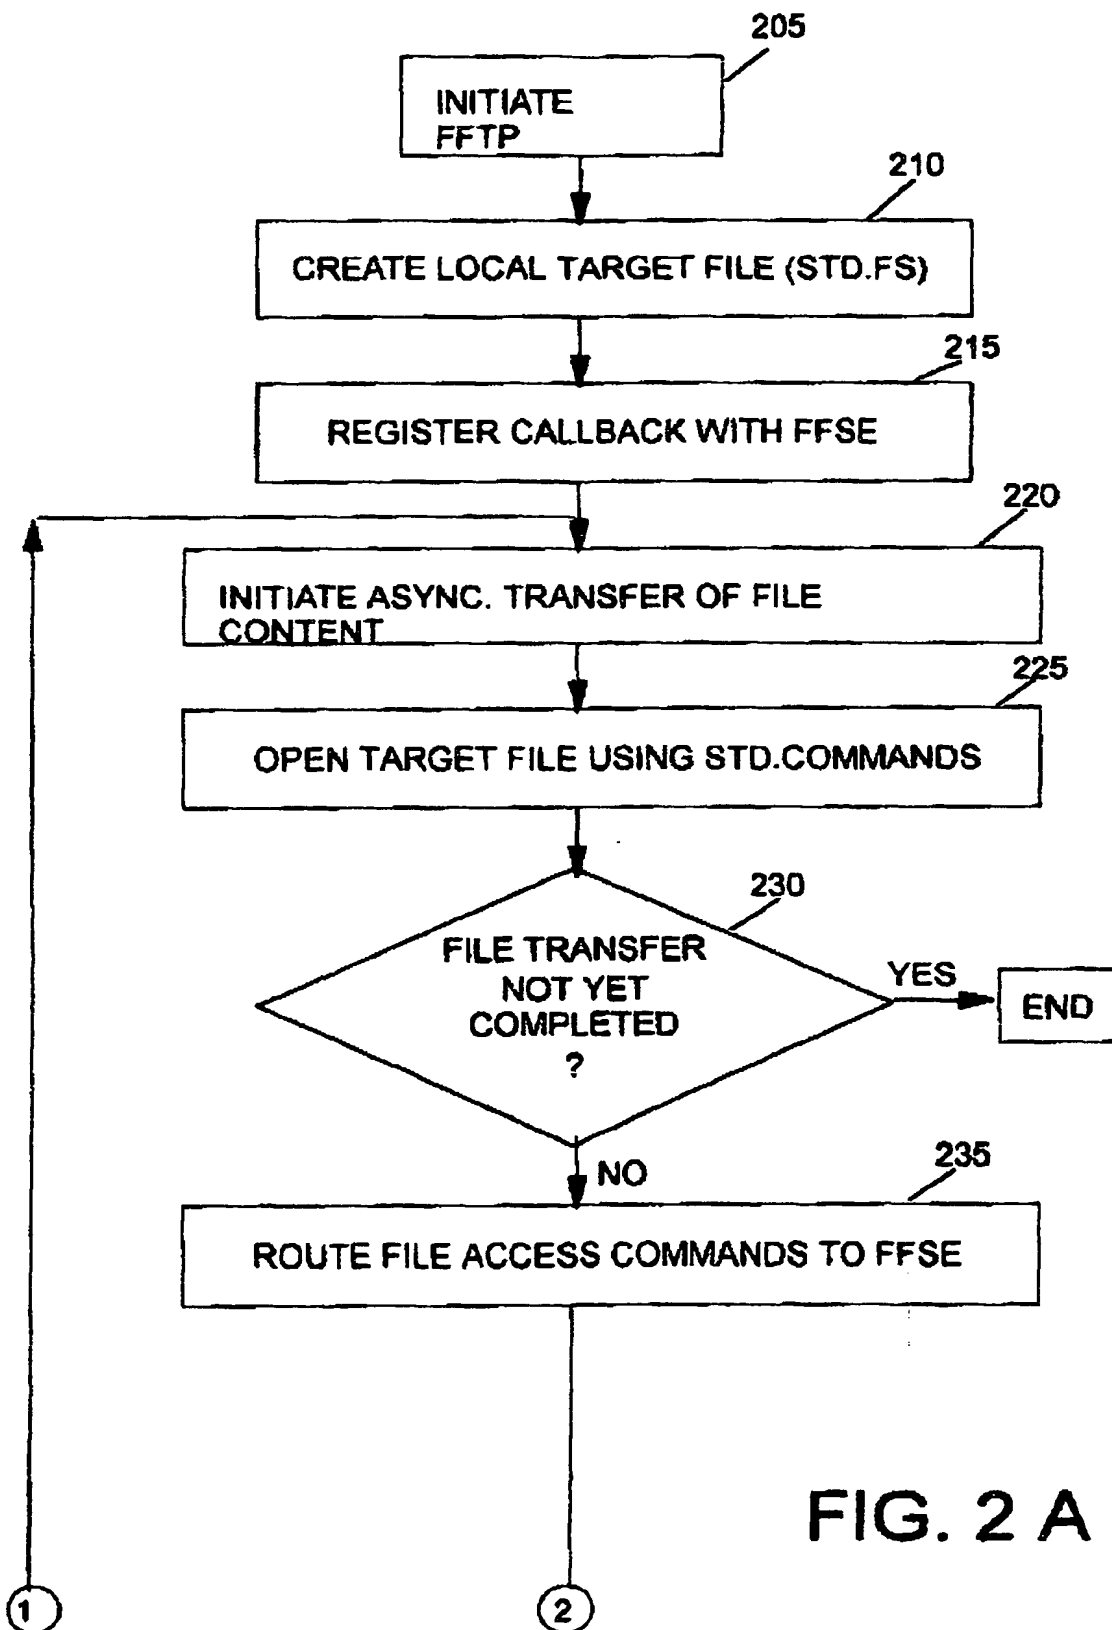 205
INITIATE
FFTP
210
CREATE LOCAL TARGET FILE (STD.FS)
215
REGISTER CALLBACK WITH FFSE
220
INITIATE ASYNC. TRANSFER OF FILE
CONTENT
225
OPEN TARGET FILE USING STD.COMMANDS
230
FILE TRANSFER
NOT YET
COMPLETED
?
YES
END
NO
235
ROUTE FILE ACCESS COMMANDS TO FFSE
FIG. 2 A
1
2